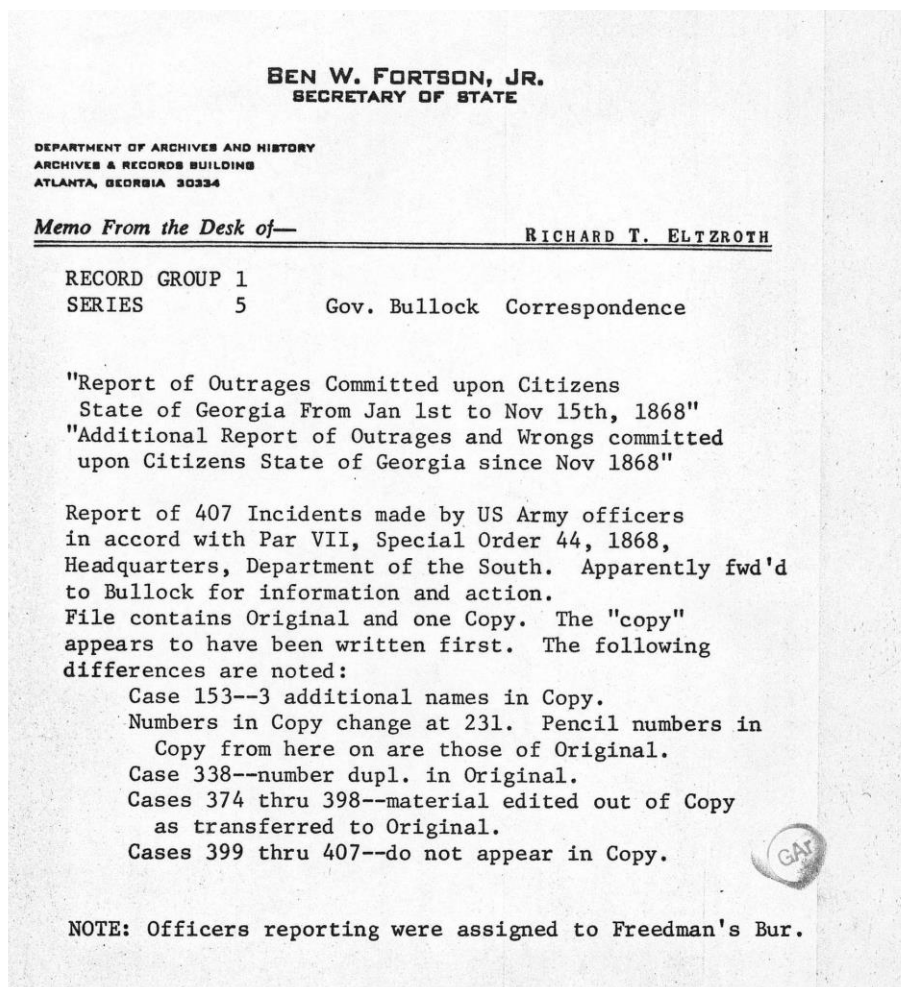 BEN W. FORTSON, JR.
SECRETARY OF STATE
DEPARTMENT OF ARCHIVES AND HISTORY
ARCHIVES & RECORDS BUILDING
ATLANTA, GEORGIA 30334
Memo From the Desk of—
RICHARD T. ELTZROTH
RECORD GROUP 1
SERIES 5 Gov. Bullock Correspondence
"Report of Outrages Committed upon Citizens
State of Georgia From Jan 1st to Nov 15th, 1868"
"Additional Report of Outrages and Wrongs committed
upon Citizens State of Georgia since Nov 1868"
Report of 407 Incidents made by US Army officers
in accord with Par VII, Special Order 44, 1868,
Headquarters, Department of the South. Apparently fwd'd
to Bullock for information and action.
File contains Original and one Copy. The "copy"
appears to have been written first. The following
differences are noted:
Case 153--3 additional names in Copy.
Numbers in Copy change at 231. Pencil numbers in
Copy from here on are those of Original.
Case 338--number dupl. in Original.
Cases 374 thru 398--material edited out of Copy
as transferred to Original.
Cases 399 thru 407--do not appear in Copy.
GAr
NOTE: Officers reporting were assigned to Freedman's Bur.